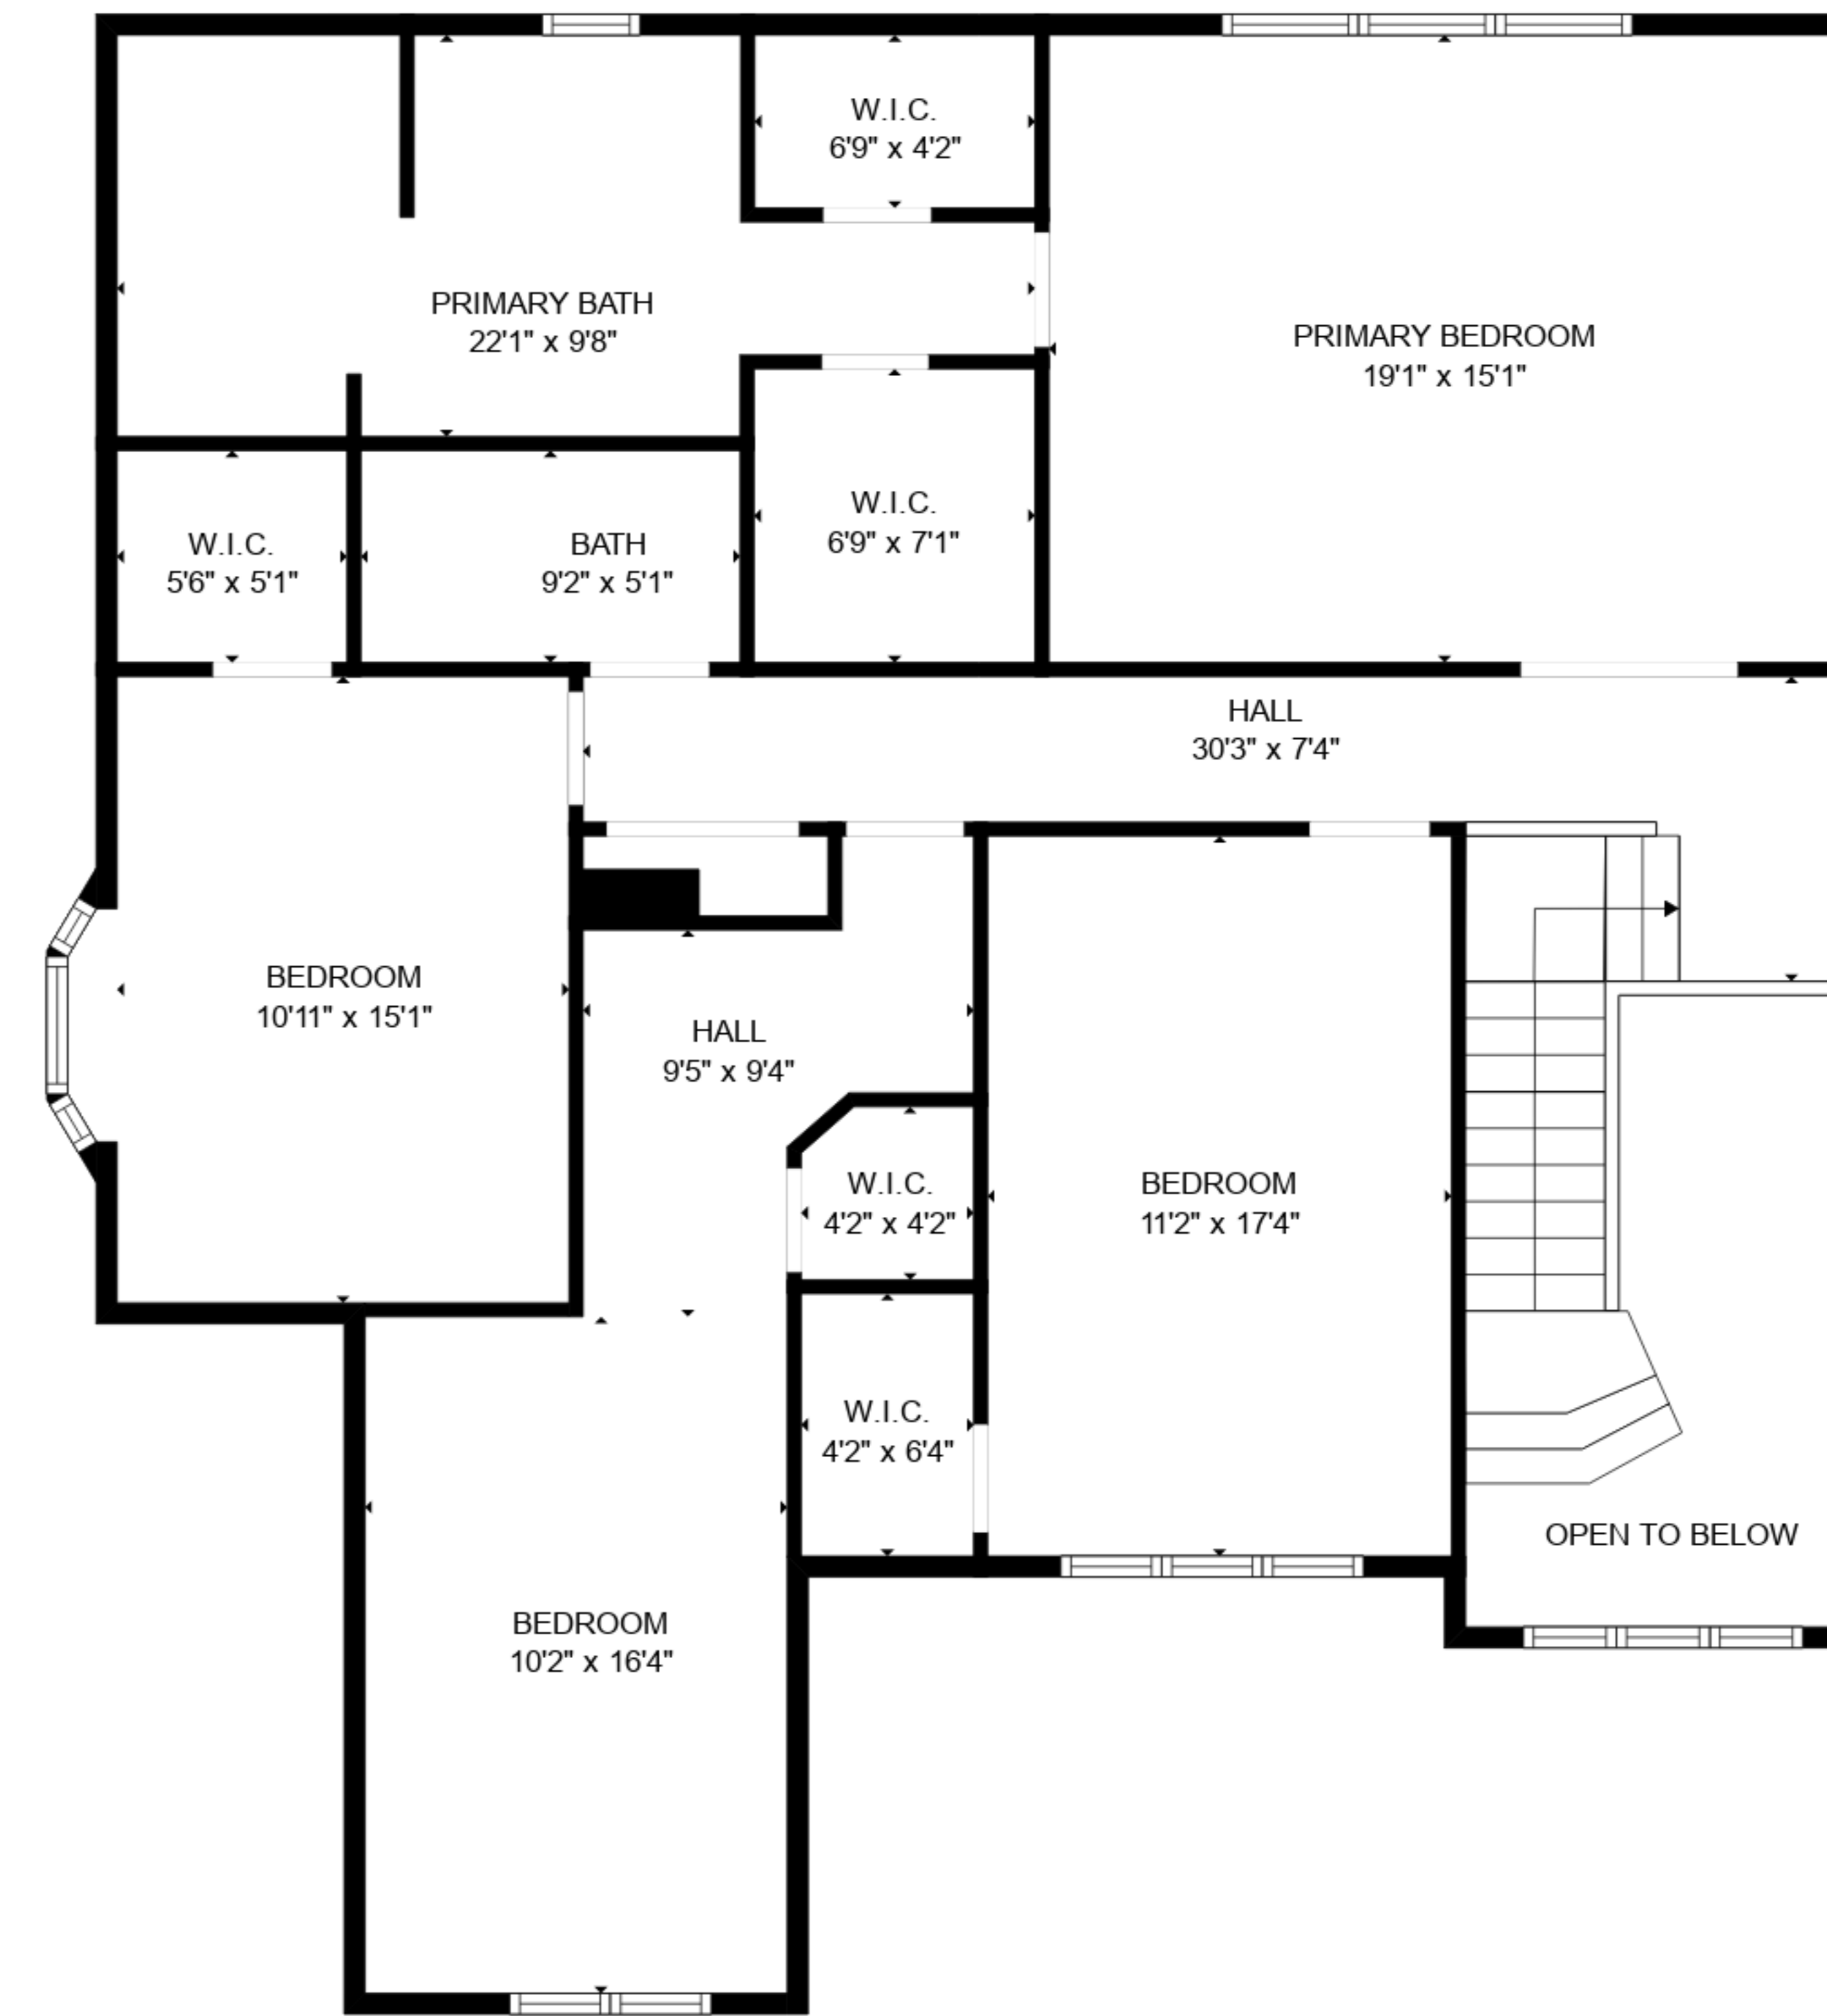 W.I.C.
6'9" x 4'2"
PRIMARY BATH
22'1" x 9'8"
PRIMARY BEDROOM
19'1" x 15'1"
W.I.C.
6'9" x 7'1"
W.I.C.
5'6" x 5'1"
BATH
9'2" x 5'1"
HALL
30'3" x 7'4"
BEDROOM
10'11" x 15'1"
HALL
9'5" x 9'4"
W.I.C.
4'2" x 4'2"
BEDROOM
11'2" x 17'4"
W.I.C.
4'2" x 6'4"
OPEN TO BELOW
BEDROOM
10'2" x 16'4"